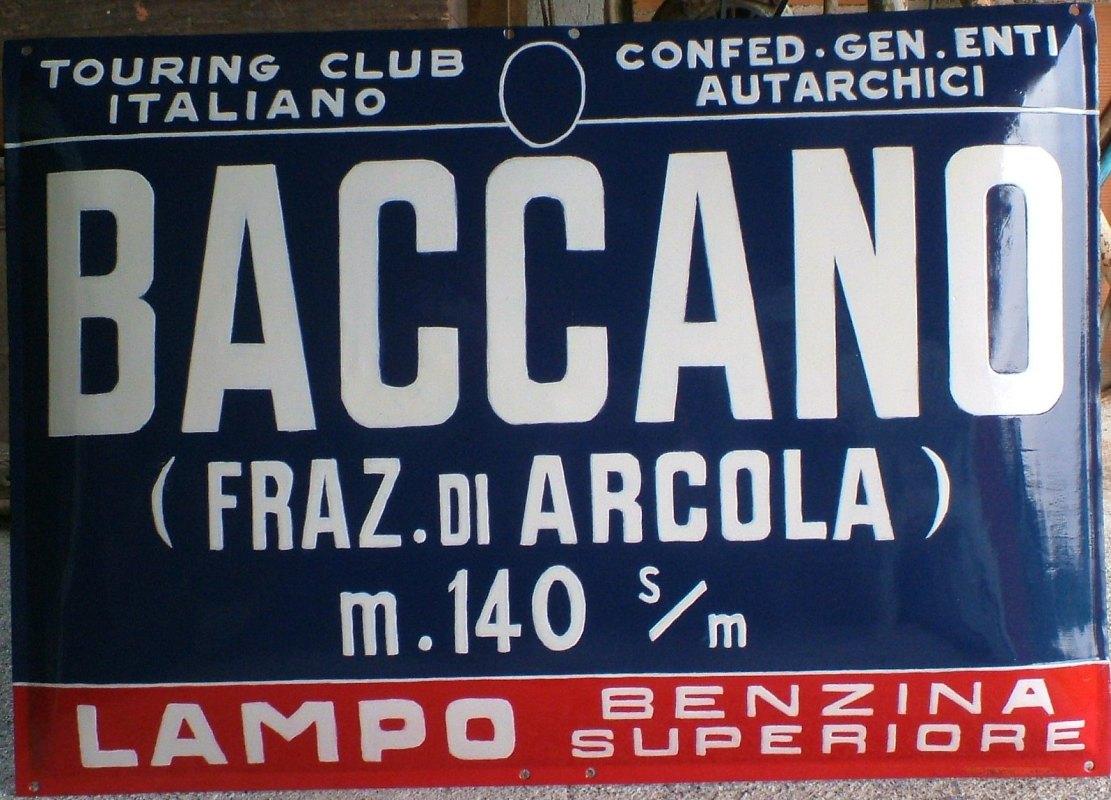 TOURING CLUB
ITALIANO
CONFED. GEN. ENTI
AUTARCHICI
BACCANO
(FRAZ. DI ARCOLA)
m. 140 s/m
LAMPO
BENZINA
SUPERIORE